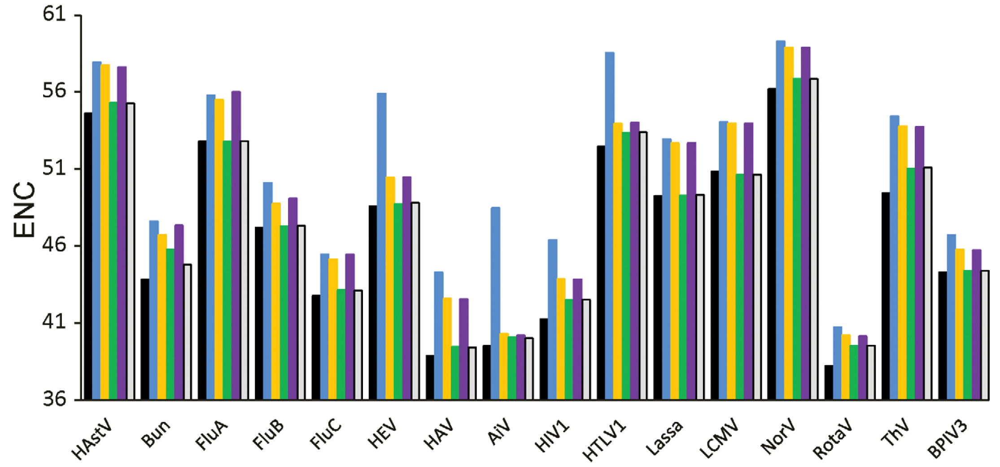 61
56
51
46
41
36
ENC
HAstV
Bun
FluA
FluB
FluC
HEV
HAV
AiV
HIV1
HTLV1
Lassa
LCMV
NorV
RotaV
ThV
BPIV3